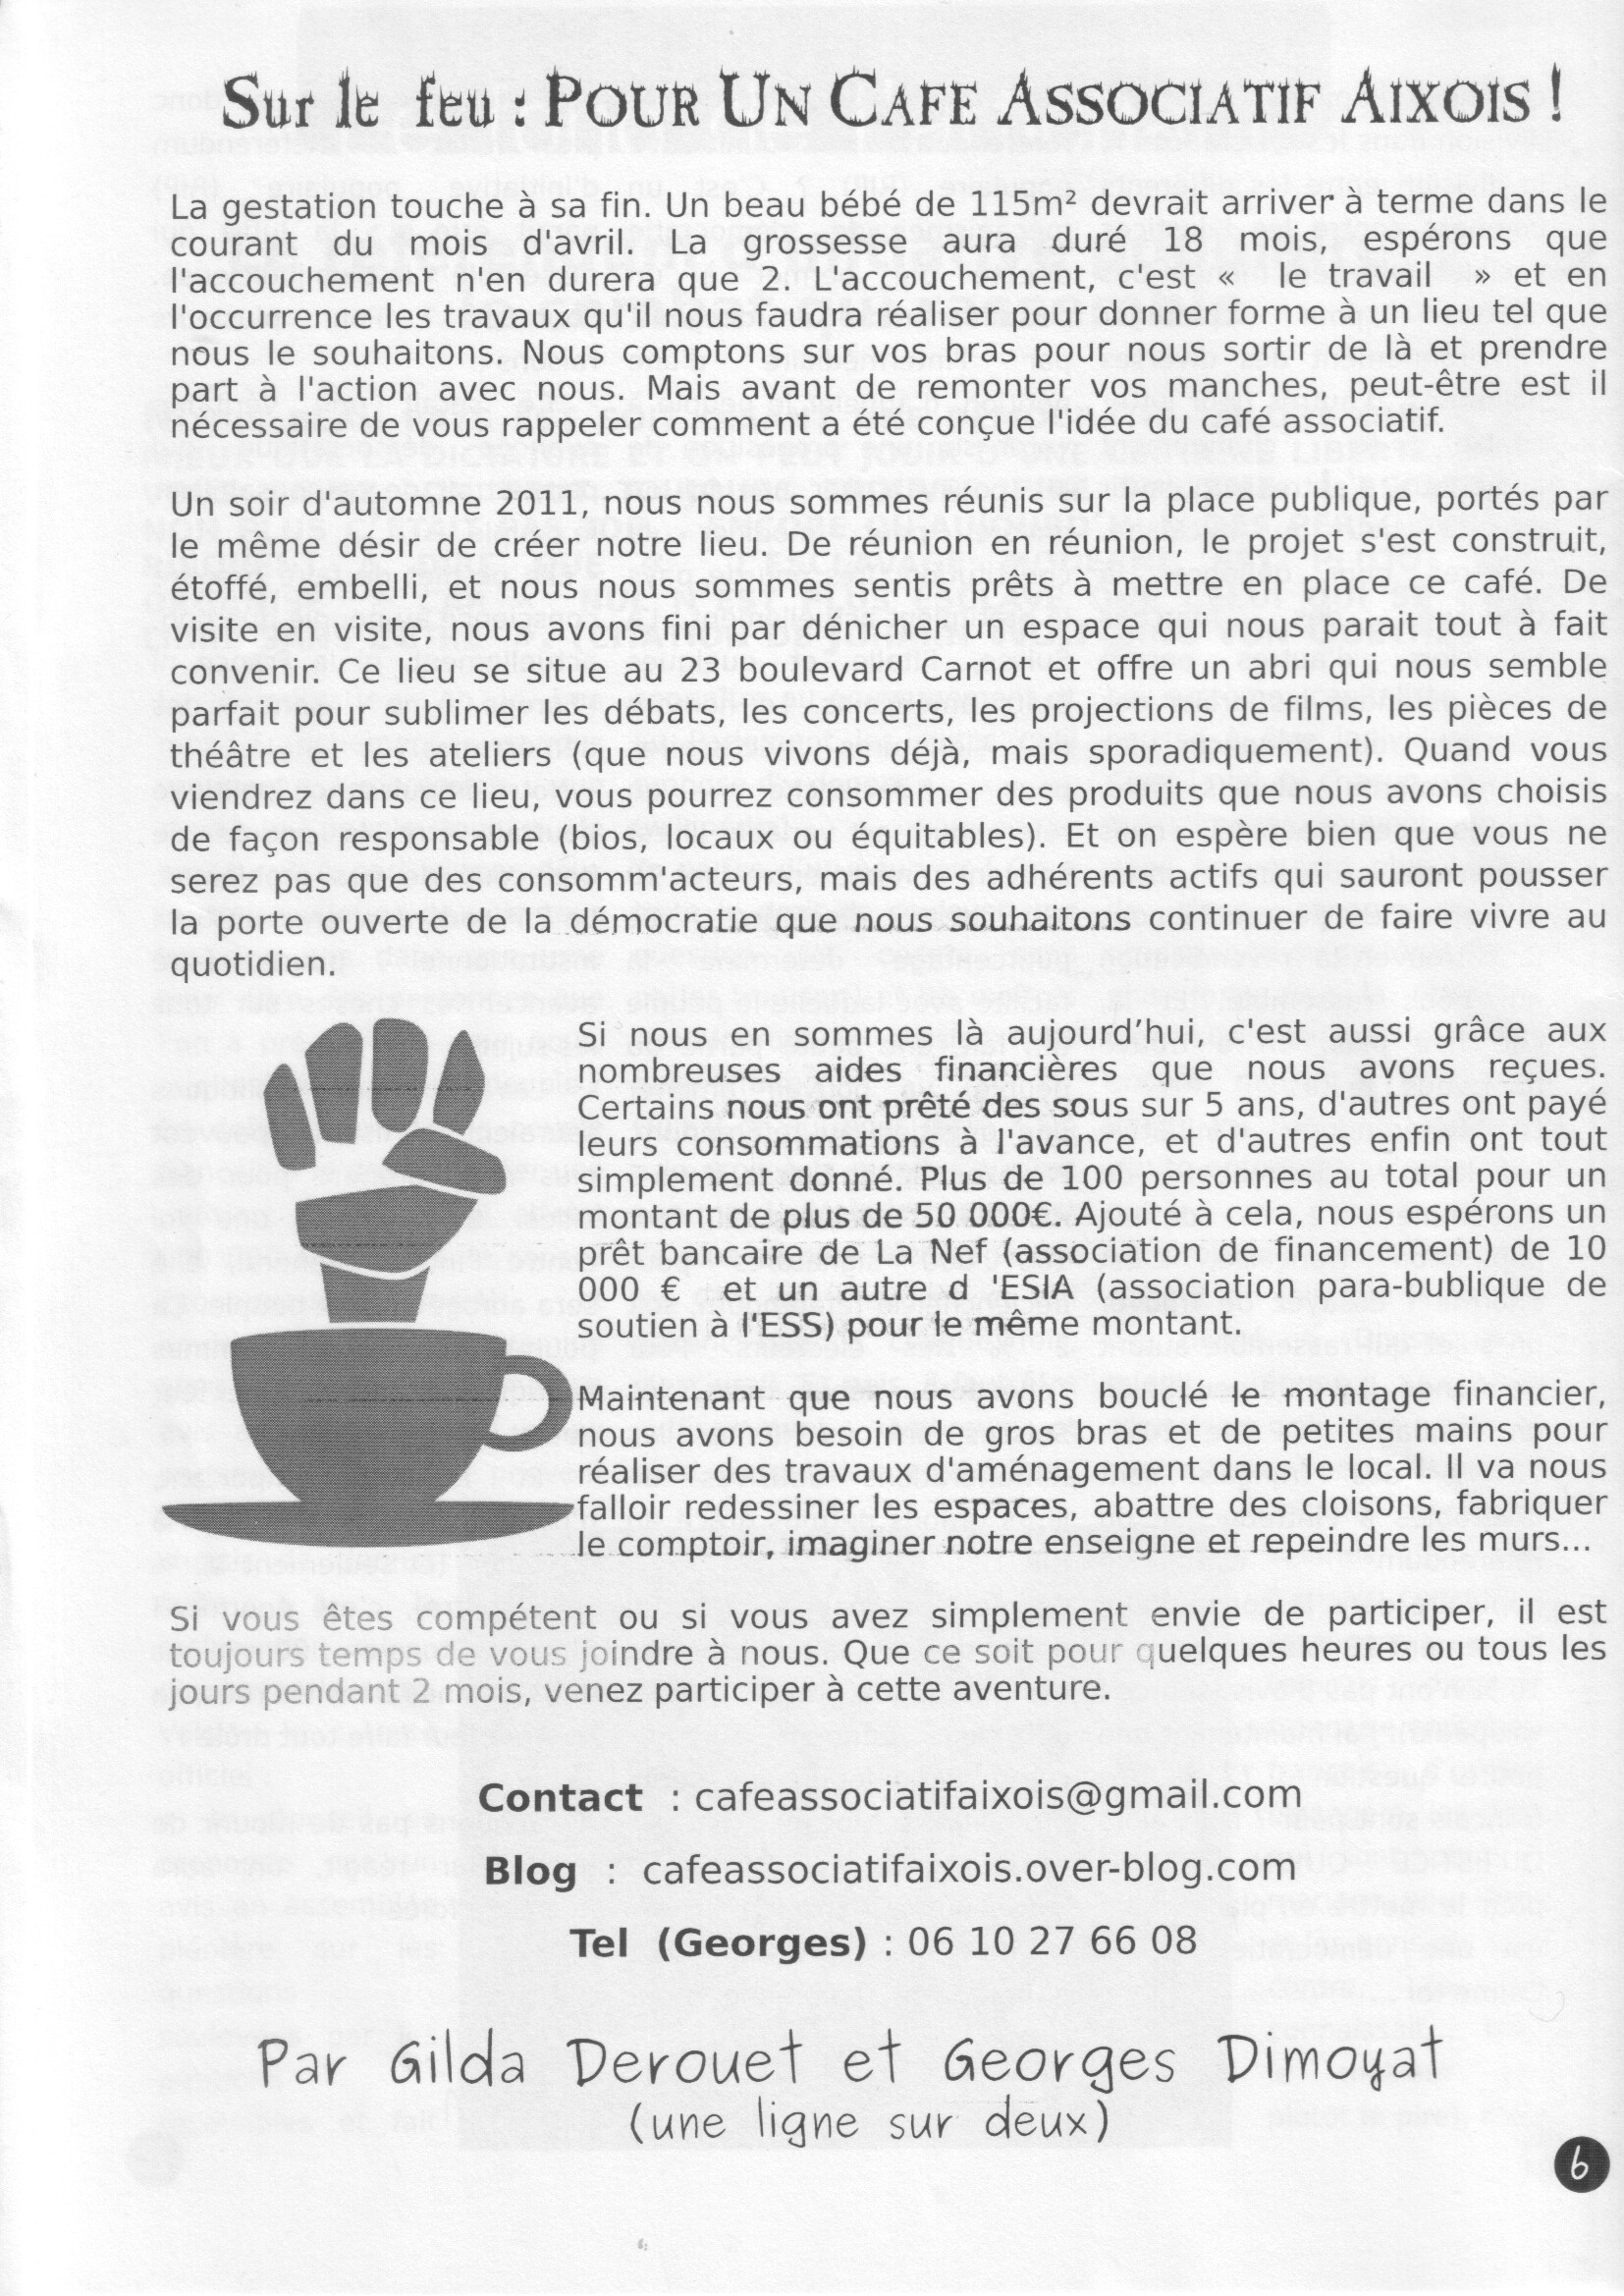 Sur le feu : POUR UN CAFE ASSOCIATIF AIXOIS !
La gestation touche à sa fin. Un beau bébé de 115m² devrait arriver à terme dans le
courant du mois d'avril. La grossesse aura duré 18 mois, espérons que
l'accouchement n'en durera que 2. L'accouchement, c'est « le travail » et en
l'occurrence les travaux qu'il nous faudra réaliser pour donner forme à un lieu tel que
nous le souhaitons. Nous comptons sur vos bras pour nous sortir de là et prendre
part à l'action avec nous. Mais avant de remonter vos manches, peut-être est il
nécessaire de vous rappeler comment a été conçue l'idée du café associatif.
Un soir d'automne 2011, nous nous sommes réunis sur la place publique, portés par
le même désir de créer notre lieu. De réunion en réunion, le projet s'est construit,
étoffé, embelli, et nous nous sommes sentis prêts à mettre en place ce café. De
visite en visite, nous avons fini par dénicher un espace qui nous parait tout à fait
convenir. Ce lieu se situe au 23 boulevard Carnot et offre un abri qui nous semble
parfait pour sublimer les débats, les concerts, les projections de films, les pièces de
théâtre et les ateliers (que nous vivons déjà, mais sporadiquement). Quand vous
viendrez dans ce lieu, vous pourrez consommer des produits que nous avons choisis
de façon responsable (bios, locaux ou équitables). Et on espère bien que vous ne
serez pas que des consomm'acteurs, mais des adhérents actifs qui sauront pousser
la porte ouverte de la démocratie que nous souhaitons continuer de faire vivre au
quotidien.
Si nous en sommes là aujourd’hui, c'est aussi grâce aux
nombreuses aides financières que nous avons reçues.
Certains nous ont prêté des sous sur 5 ans, d'autres ont payé
leurs consommations à l'avance, et d'autres enfin ont tout
simplement donné. Plus de 100 personnes au total pour un
montant de plus de 50 000€. Ajouté à cela, nous espérons un
prêt bancaire de La Nef (association de financement) de 10
000 € et un autre d 'ESIA (association para-bublique de
soutien à l'ESS) pour le même montant.
Maintenant que nous avons bouclé le montage financier,
nous avons besoin de gros bras et de petites mains pour
réaliser des travaux d'aménagement dans le local. Il va nous
falloir redessiner les espaces, abattre des cloisons, fabriquer
le comptoir, imaginer notre enseigne et repeindre les murs...
Si vous êtes compétent ou si vous avez simplement envie de participer, il est
toujours temps de vous joindre à nous. Que ce soit pour quelques heures ou tous les
jours pendant 2 mois, venez participer à cette aventure.
Contact : cafeassociatifaixois@gmail.com
Blog : cafeassociatifaixois.over-blog.com
Tel (Georges) : 06 10 27 66 08
Par Gilda Derouet et Georges Dimoyat
(une ligne sur deux)
6